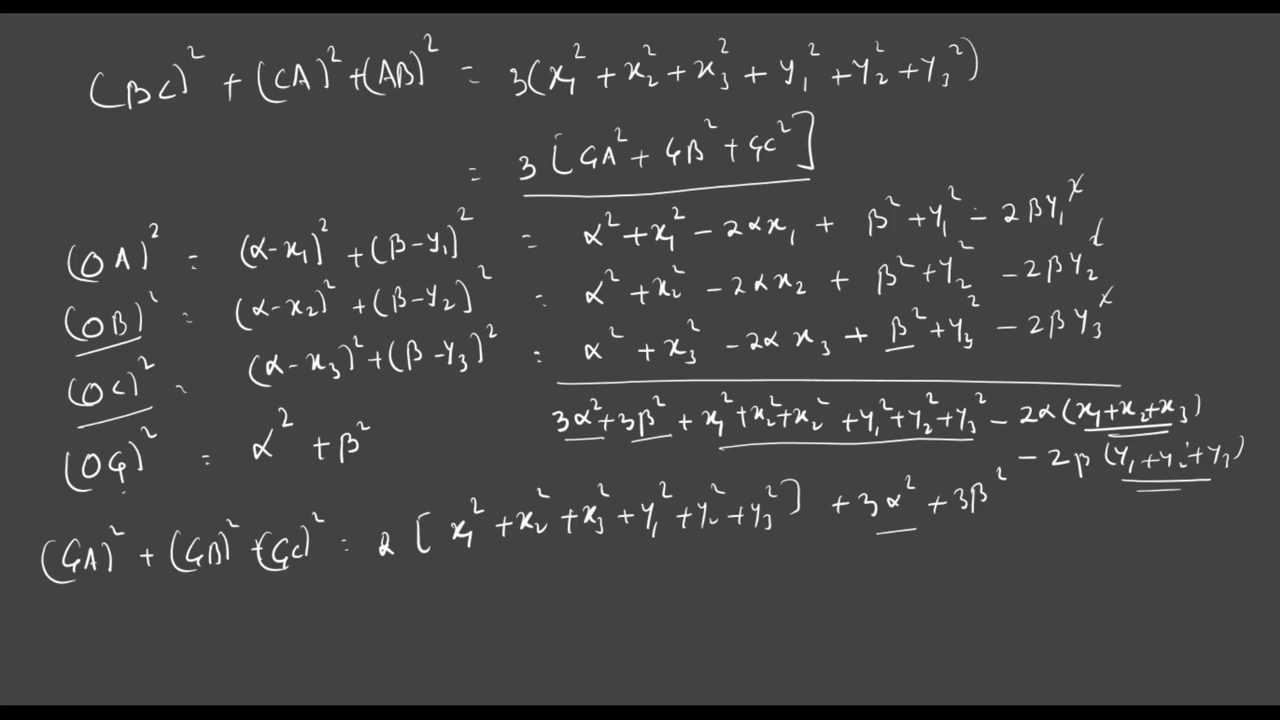 (BC)² + (CA)² + (AB)² = 3(x₁² + x₂² + x₃² + y₁² + y₂² + y₃²)
= 3[GA² + GB² + GC²]
(OA)² = (α-x₁)² + (β-y₁)² = α² + x₁² - 2αx₁ + β² + y₁² - 2βy₁
(OB)² = (α-x₂)² + (β-y₂)² = α² + x₂² - 2αx₂ + β² + y₂² - 2βy₂
(OC)² = (α-x₃)² + (β-y₃)² = α² + x₃² - 2αx₃ + β² + y₃² - 2βy₃
3α² + 3β² + x₁² + x₂² + x₂² + y₁² + y₂² + y₃² - 2α(x₁+x₂+x₃)
- 2β(y₁+y₂+y₃)
(OG)² = α² + β²
(GA)² + (GB)² + (GC)² = 2[x₁² + x₂² + x₃² + y₁² + y₂² + y₃²] + 3α² + 3β²